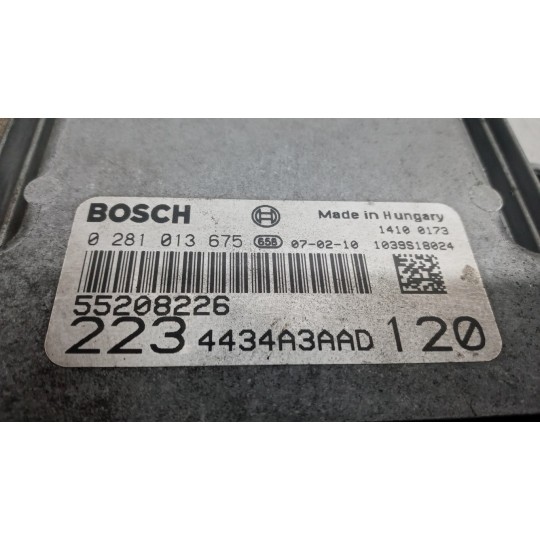 BOSCH Made in Hungary
1410 0173
0 281 013 675 658 07-02-10 1039S18024
55208226
223 4434A3AAD 120